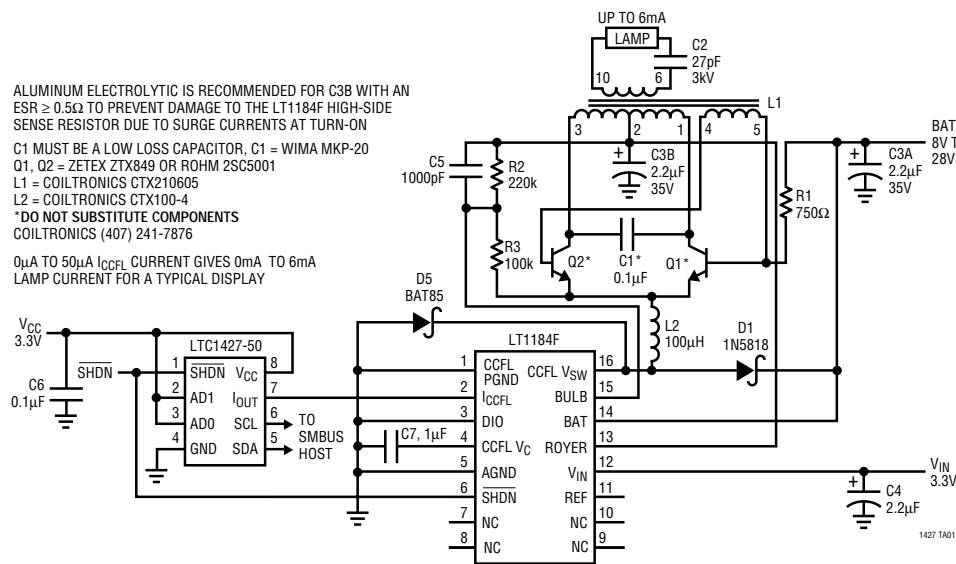 UP TO 6mA
LAMP
C2
27pF
3kV
10
6
L1
ALUMINUM ELECTROLYTIC IS RECOMMENDED FOR C3B WITH AN
ESR ≥ 0.5Ω TO PREVENT DAMAGE TO THE LT1184F HIGH-SIDE
SENSE RESISTOR DUE TO SURGE CURRENTS AT TURN-ON
C1 MUST BE A LOW LOSS CAPACITOR, C1 = WIMA MKP-20
Q1, Q2 = ZETEX ZTX849 OR ROHM 2SC5001
L1 = COILTRONICS CTX210605
L2 = COILTRONICS CTX100-4
*DO NOT SUBSTITUTE COMPONENTS
COILTRONICS (407) 241-7876
0µA TO 50µA ICCFL CURRENT GIVES 0mA TO 6mA
LAMP CURRENT FOR A TYPICAL DISPLAY
3
2
1
4
5
BAT
8V T
28V
C5
1000pF
R2
220k
+
C3B
2.2µF
35V
+
C3A
2.2µF
35V
R1
750Ω
R3
100k
Q2*
C1*
0.1µF
Q1*
D5
BAT85
L2
100µH
D1
1N5818
VCC
3.3V
C6
0.1µF
SHDN
LTC1427-50
1
SHDN
VCC
8
2
AD1
IOUT
7
3
AD0
SCL
6
4
GND
SDA
5
TO
SMBUS
HOST
C7, 1µF
LT1184F
1
CCFL
PGND
CCFL VSW
16
2
ICCFL
BULB
15
3
DIO
BAT
14
4
CCFL VC
ROYER
13
5
AGND
VIN
12
6
SHDN
REF
11
7
NC
NC
10
8
NC
NC
9
VIN
3.3V
+
C4
2.2µF
1427 TA01